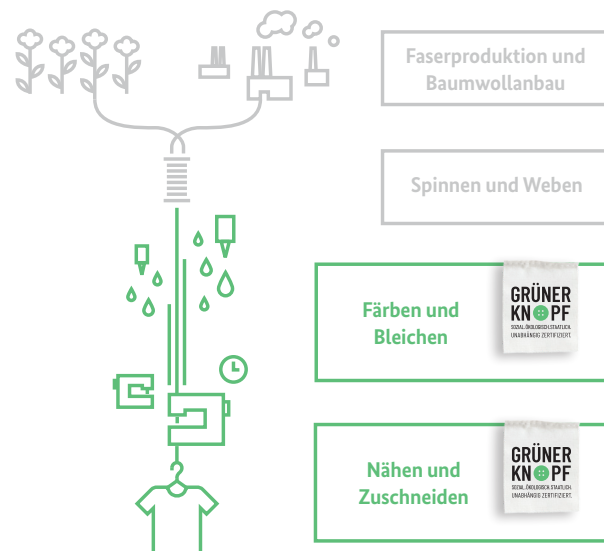 Faserproduktion und
Baumwollanbau
Spinnen und Weben
Färben und
Bleichen
GRÜNER
KNOPF
SOZIAL. ÖKOLOGISCH. STAATLICH.
UNABHÄNGIG ZERTIFIZIERT.
Nähen und
Zuschneiden
GRÜNER
KNOPF
SOZIAL. ÖKOLOGISCH. STAATLICH.
UNABHÄNGIG ZERTIFIZIERT.